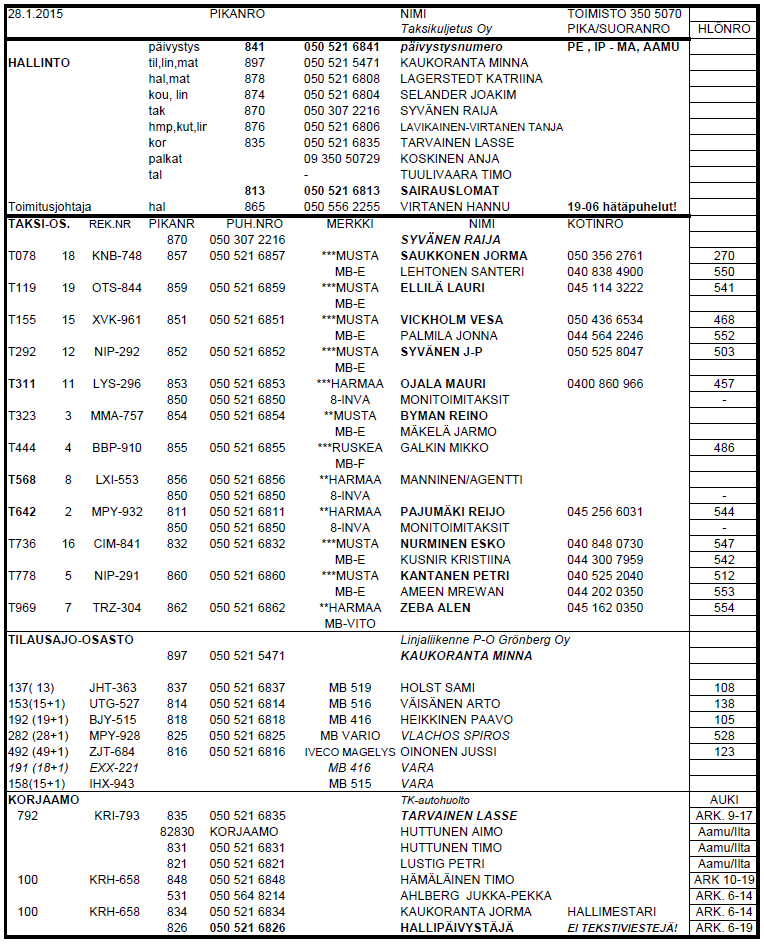 28.1.2015 PIKANRO NIMI TOIMISTO 350 5070
Taksikuljetus Oy PIKA/SUORANRO HLÖNRO
päivystys 841 050 521 6841 päivystysnumero PE , IP - MA, AAMU
HALLINTO til,lin,mat 897 050 521 5471 KAUKORANTA MINNA
hal,mat 878 050 521 6808 LAGERSTEDT KATRIINA
kou, lin 874 050 521 6804 SELANDER JOAKIM
tak 870 050 307 2216 SYVÄNEN RAIJA
hmp,kut,lin 876 050 521 6806 LAVIKAINEN-VIRTANEN TANJA
kor 835 050 521 6835 TARVAINEN LASSE
palkat 09 350 50729 KOSKINEN ANJA
tal - TUULIVAARA TIMO
813 050 521 6813 SAIRAUSLOMAT
Toimitusjohtaja hal 865 050 556 2255 VIRTANEN HANNU 19-06 hätäpuhelut!
TAKSI-OS. REK.NR PIKANR PUH.NRO MERKKI NIMI KOTINRO
870 050 307 2216 SYVÄNEN RAIJA
T078 18 KNB-748 857 050 521 6857 ***MUSTA SAUKKONEN JORMA 050 356 2761 270
MB-E LEHTONEN SANTERI 040 838 4900 550
T119 19 OTS-844 859 050 521 6859 ***MUSTA ELLILÄ LAURI 045 114 3222 541
MB-E
T155 15 XVK-961 851 050 521 6851 ***MUSTA VICKHOLM VESA 050 436 6534 468
MB-E PALMILA JONNA 044 564 2246 552
T292 12 NIP-292 852 050 521 6852 ***MUSTA SYVÄNEN J-P 050 525 8047 503
MB-E
T311 11 LYS-296 853 050 521 6853 ***HARMAA OJALA MAURI 0400 860 966 457
850 050 521 6850 8-INVA MONITOIMITAKSIT -
T323 3 MMA-757 854 050 521 6854 **MUSTA BYMAN REINO
MB-E MÄKELÄ JARMO
T444 4 BBP-910 855 050 521 6855 ***RUSKEA GALKIN MIKKO 486
MB-F
T568 8 LXI-553 856 050 521 6856 **HARMAA MANNINEN/AGENTTI
850 050 521 6850 8-INVA -
T642 2 MPY-932 811 050 521 6811 **HARMAA PAJUMÄKI REIJO 045 256 6031 544
850 050 521 6850 8-INVA MONITOIMITAKSIT -
T736 16 CIM-841 832 050 521 6832 ***MUSTA NURMINEN ESKO 040 848 0730 547
MB-E KUSNIR KRISTIINA 044 300 7959 542
T778 5 NIP-291 860 050 521 6860 ***MUSTA KANTANEN PETRI 040 525 2040 512
MB-E AMEEN MREWAN 044 202 0350 553
T969 7 TRZ-304 862 050 521 6862 **HARMAA ZEBA ALEN 045 162 0350 554
MB-VITO
TILAUSAJO-OSASTO Linjaliikenne P-O Grönberg Oy
897 050 521 5471 KAUKORANTA MINNA
137( 13) JHT-363 837 050 521 6837 MB 519 HOLST SAMI 108
153(15+1) UTG-527 814 050 521 6814 MB 516 VÄISÄNEN ARTO 138
192 (19+1) BJY-515 818 050 521 6818 MB 416 HEIKKINEN PAAVO 105
282 (28+1) MPY-928 825 050 521 6825 MB VARIO VLACHOS SPIROS 528
492 (49+1) ZJT-684 816 050 521 6816 IVECO MAGELYS OINONEN JUSSI 123
191 (18+1) EXX-221 MB 416 VARA
158(15+1) IHX-943 MB 515 VARA
KORJAAMO TK-autohuolto AUKI
792 KRI-793 835 050 521 6835 TARVAINEN LASSE ARK. 9-17
82830 KORJAAMO HUTTUNEN AIMO Aamu/Ilta
831 050 521 6831 HUTTUNEN TIMO Aamu/Ilta
821 050 521 6821 LUSTIG PETRI Aamu/Ilta
100 KRH-658 848 050 521 6848 HÄMÄLÄINEN TIMO ARK 10-19
531 050 564 8214 AHLBERG JUKKA-PEKKA ARK. 6-14
100 KRH-658 834 050 521 6834 KAUKORANTA JORMA HALLIMESTARI ARK. 6-14
826 050 521 6826 HALLIPÄIVYSTÄJÄ EI TEKSTIVIESTEJÄ! ARK. 6-19